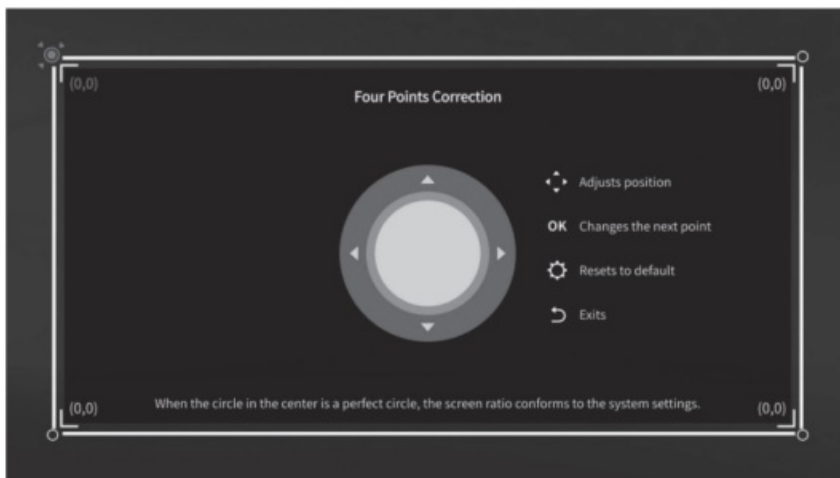 (0,0)
(0,0)
Four Points Correction
Adjusts position
OK Changes the next point
Resets to default
Exits
(0,0)
When the circle in the center is a perfect circle, the screen ratio conforms to the system settings.
(0,0)